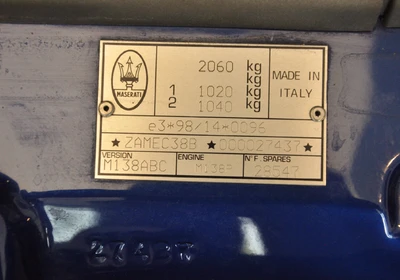 MASERATI
2060 kg
kg
1 1020 kg
2 1040 kg
MADE IN
ITALY
e3*98/14*0096
★ZAMEC38B★000027437★
VERSION
M138ABC
ENGINE
N°F. SPARES